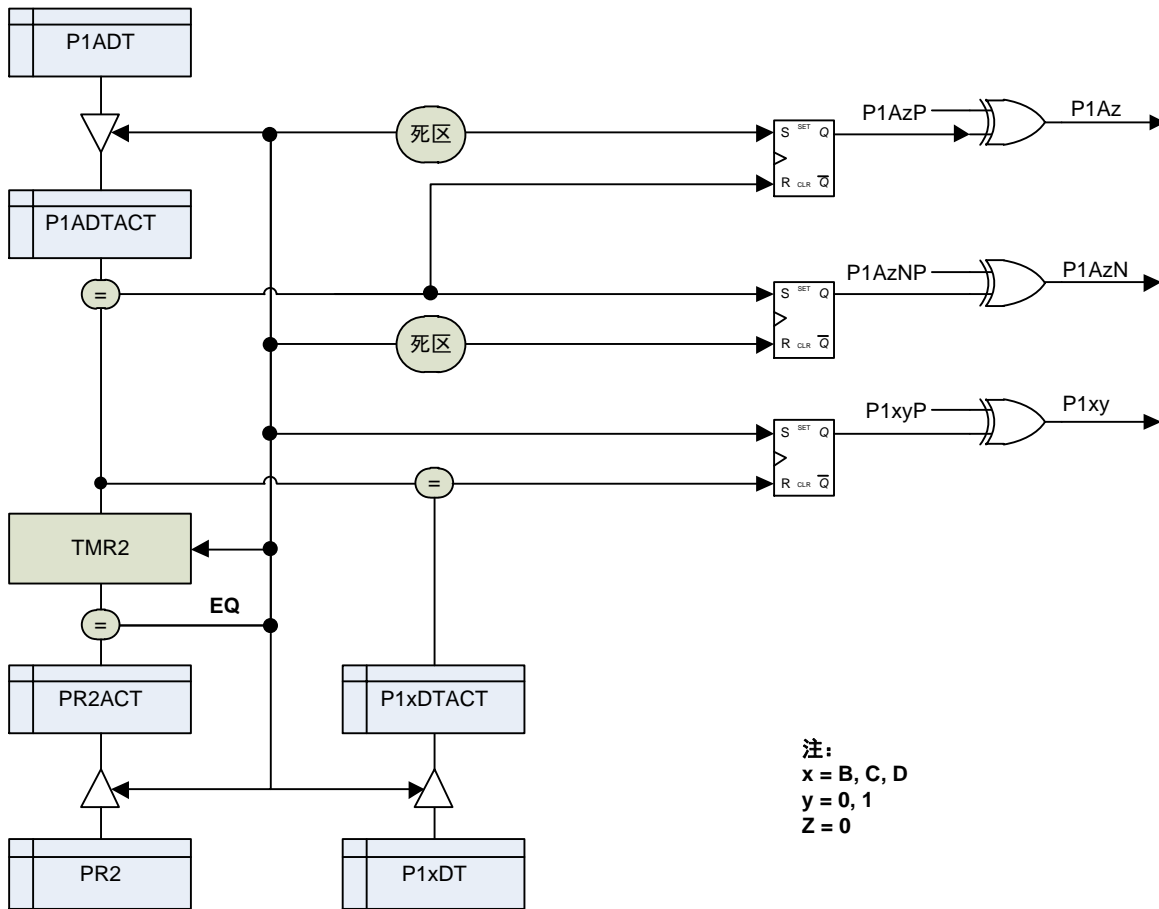 P1ADT
P1AzP
P1Az
死区
S SET Q
R CLR Q
P1ADTACT
P1AzNP
P1AzN
=
S SET Q
死区
R CLR Q
P1xyP
P1xy
S SET Q
=
R CLR Q
TMR2
EQ
=
PR2ACT
P1xDTACT
注：
x = B, C, D
y = 0, 1
Z = 0
PR2
P1xDT